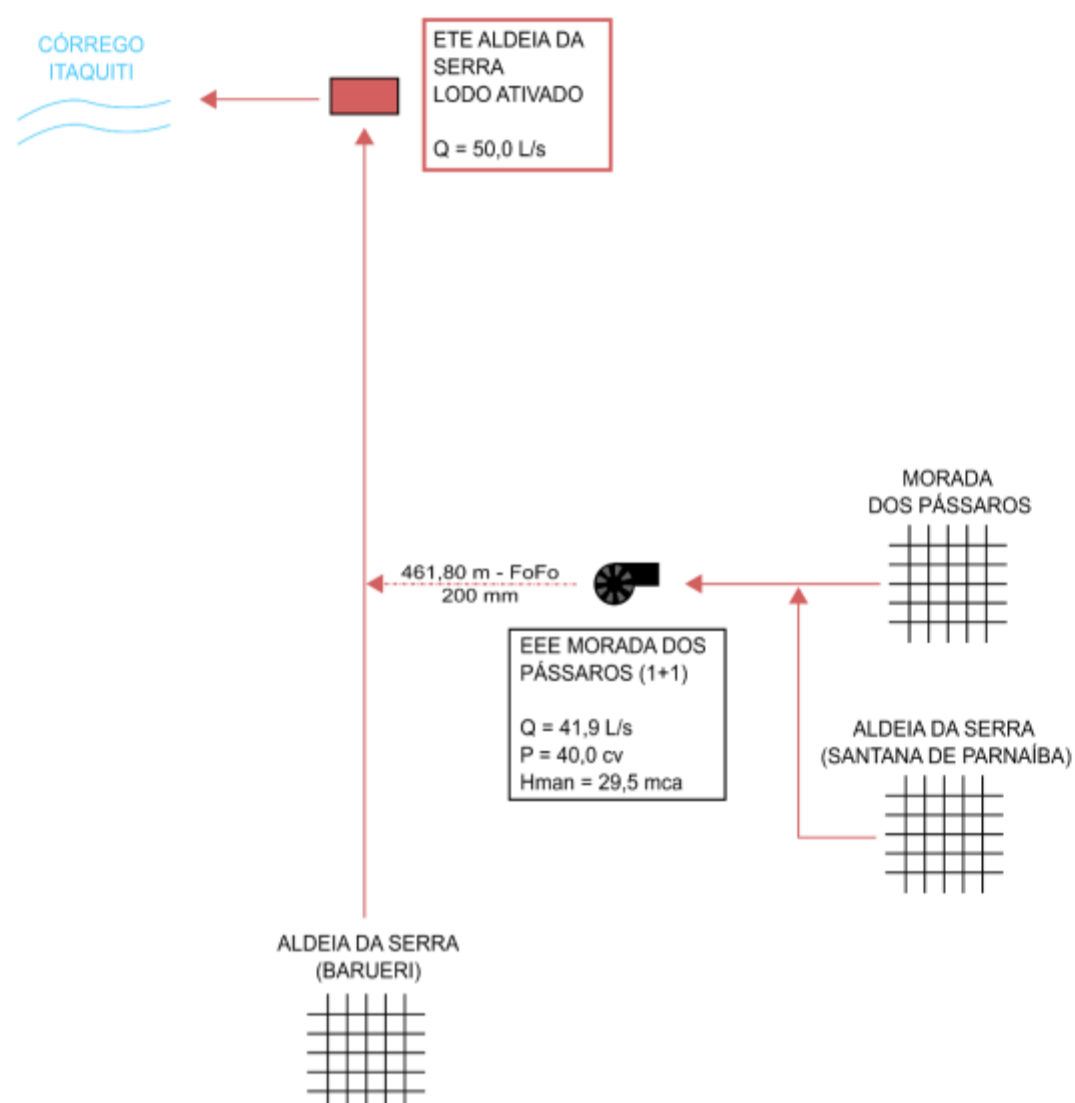 CÓRREGO
ITAQUITI
ETE ALDEIA DA
SERRA
LODO ATIVADO
Q = 50,0 L/s
MORADA
DOS PÁSSAROS
461,80 m - FoFo
200 mm
EEE MORADA DOS
PÁSSAROS (1+1)
Q = 41,9 L/s
P = 40,0 cv
Hman = 29,5 mca
ALDEIA DA SERRA
(SANTANA DE PARNAÍBA)
ALDEIA DA SERRA
(BARUERI)